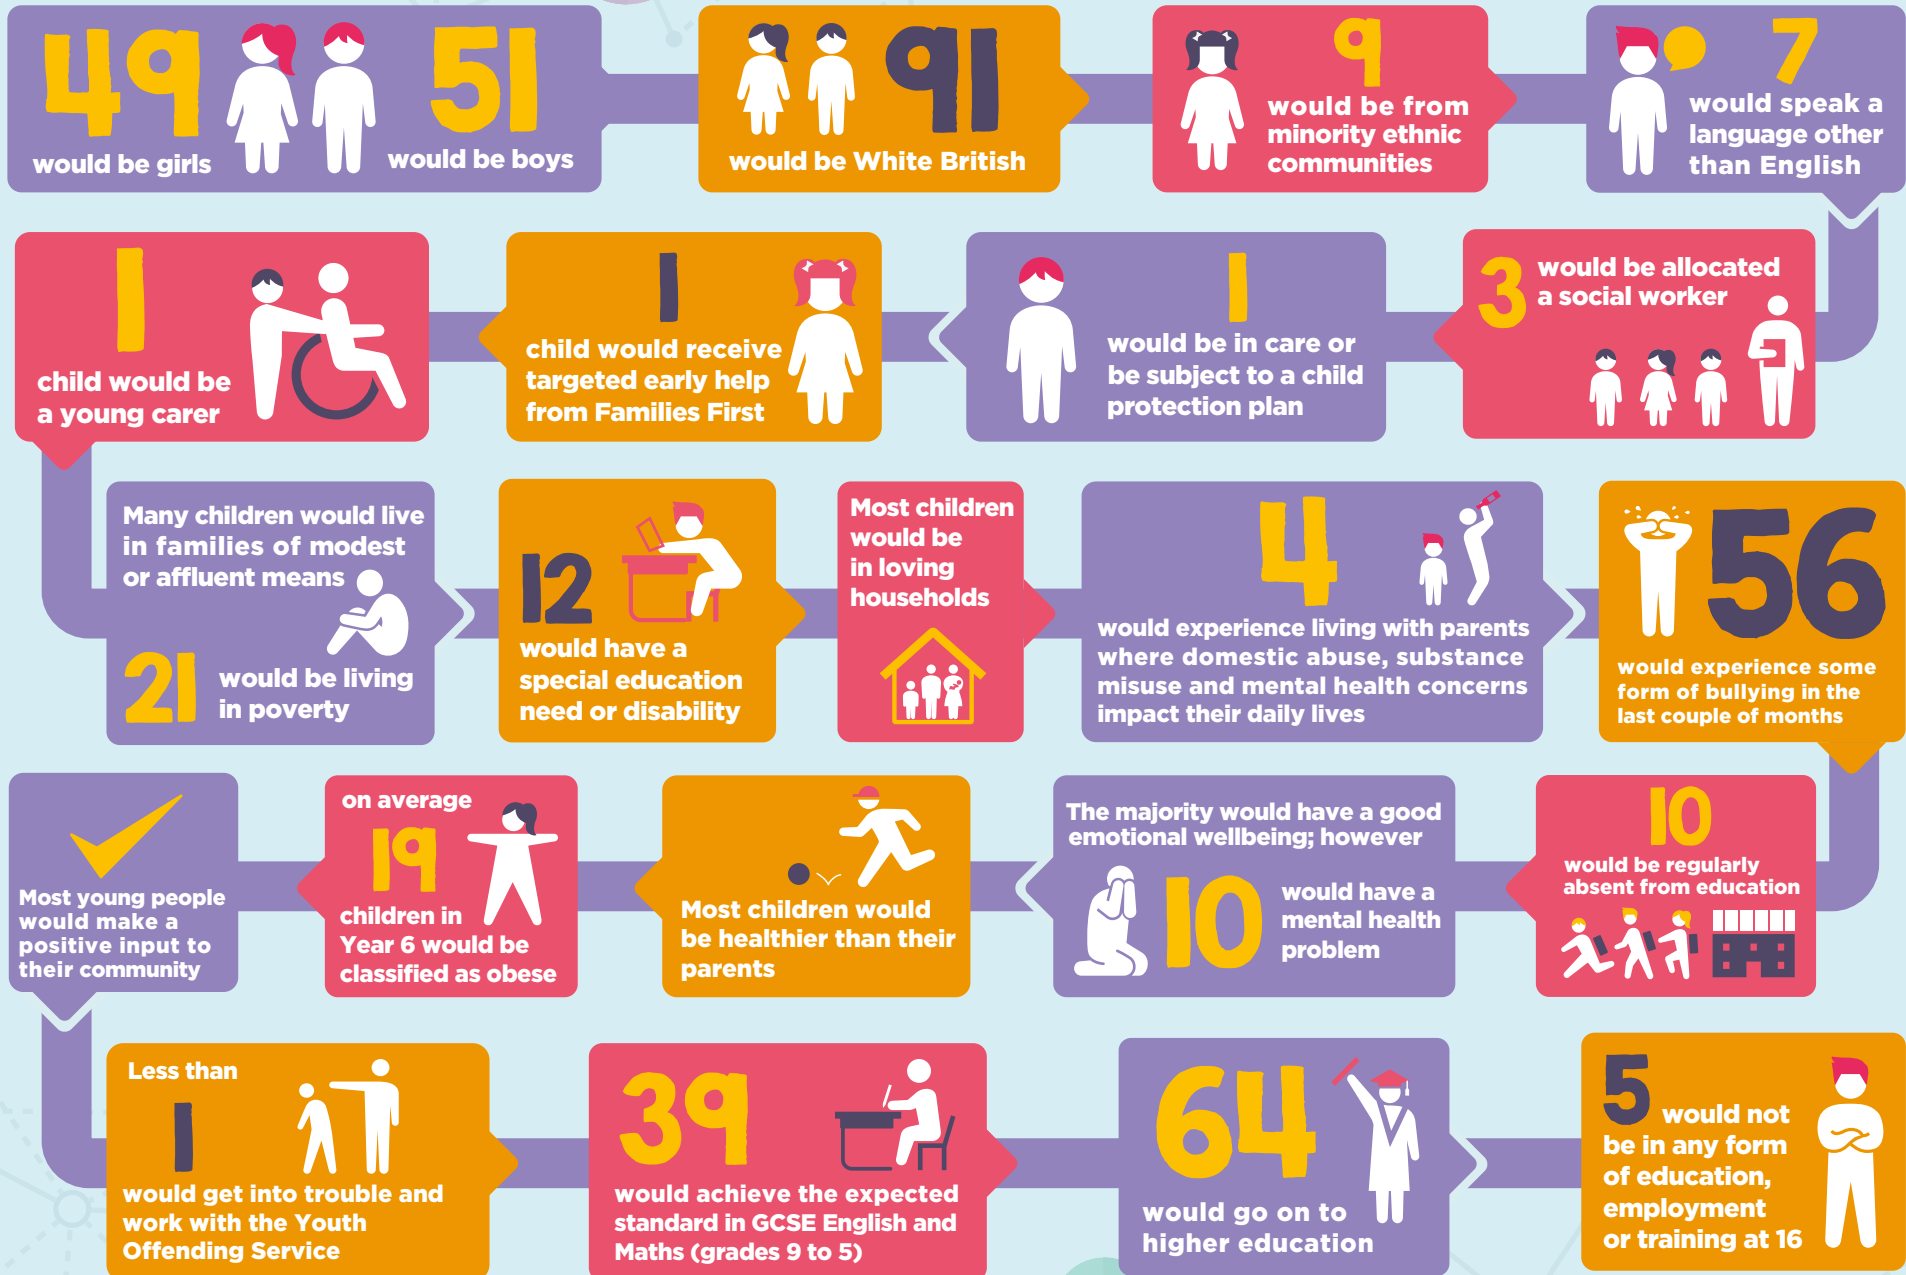 49
would be girls
51
would be boys
91
would be White British
9
would be from
minority ethnic
communities
7
would speak a
language other
than English
3 would be allocated
a social worker
1
would be in care or
be subject to a child
protection plan
1
child would receive
targeted early help
from Families First
1
child would be
a young carer
Many children would live
in families of modest
or affluent means
21 would be living
in poverty
12
would have a
special education
need or disability
Most children
would be
in loving
households
4
would experience living with parents
where domestic abuse, substance
misuse and mental health concerns
impact their daily lives
56
would experience some
form of bullying in the
last couple of months
10
would be regularly
absent from education
The majority would have a good
emotional wellbeing; however
10 would have a
mental health
problem
Most children would
be healthier than their
parents
on average
19
children in
Year 6 would be
classified as obese
Most young people
would make a
positive input to
their community
Less than
1
would get into trouble and
work with the Youth
Offending Service
39
would achieve the expected
standard in GCSE English and
Maths (grades 9 to 5)
64
would go on to
higher education
5 would not
be in any form
of education,
employment
or training at 16